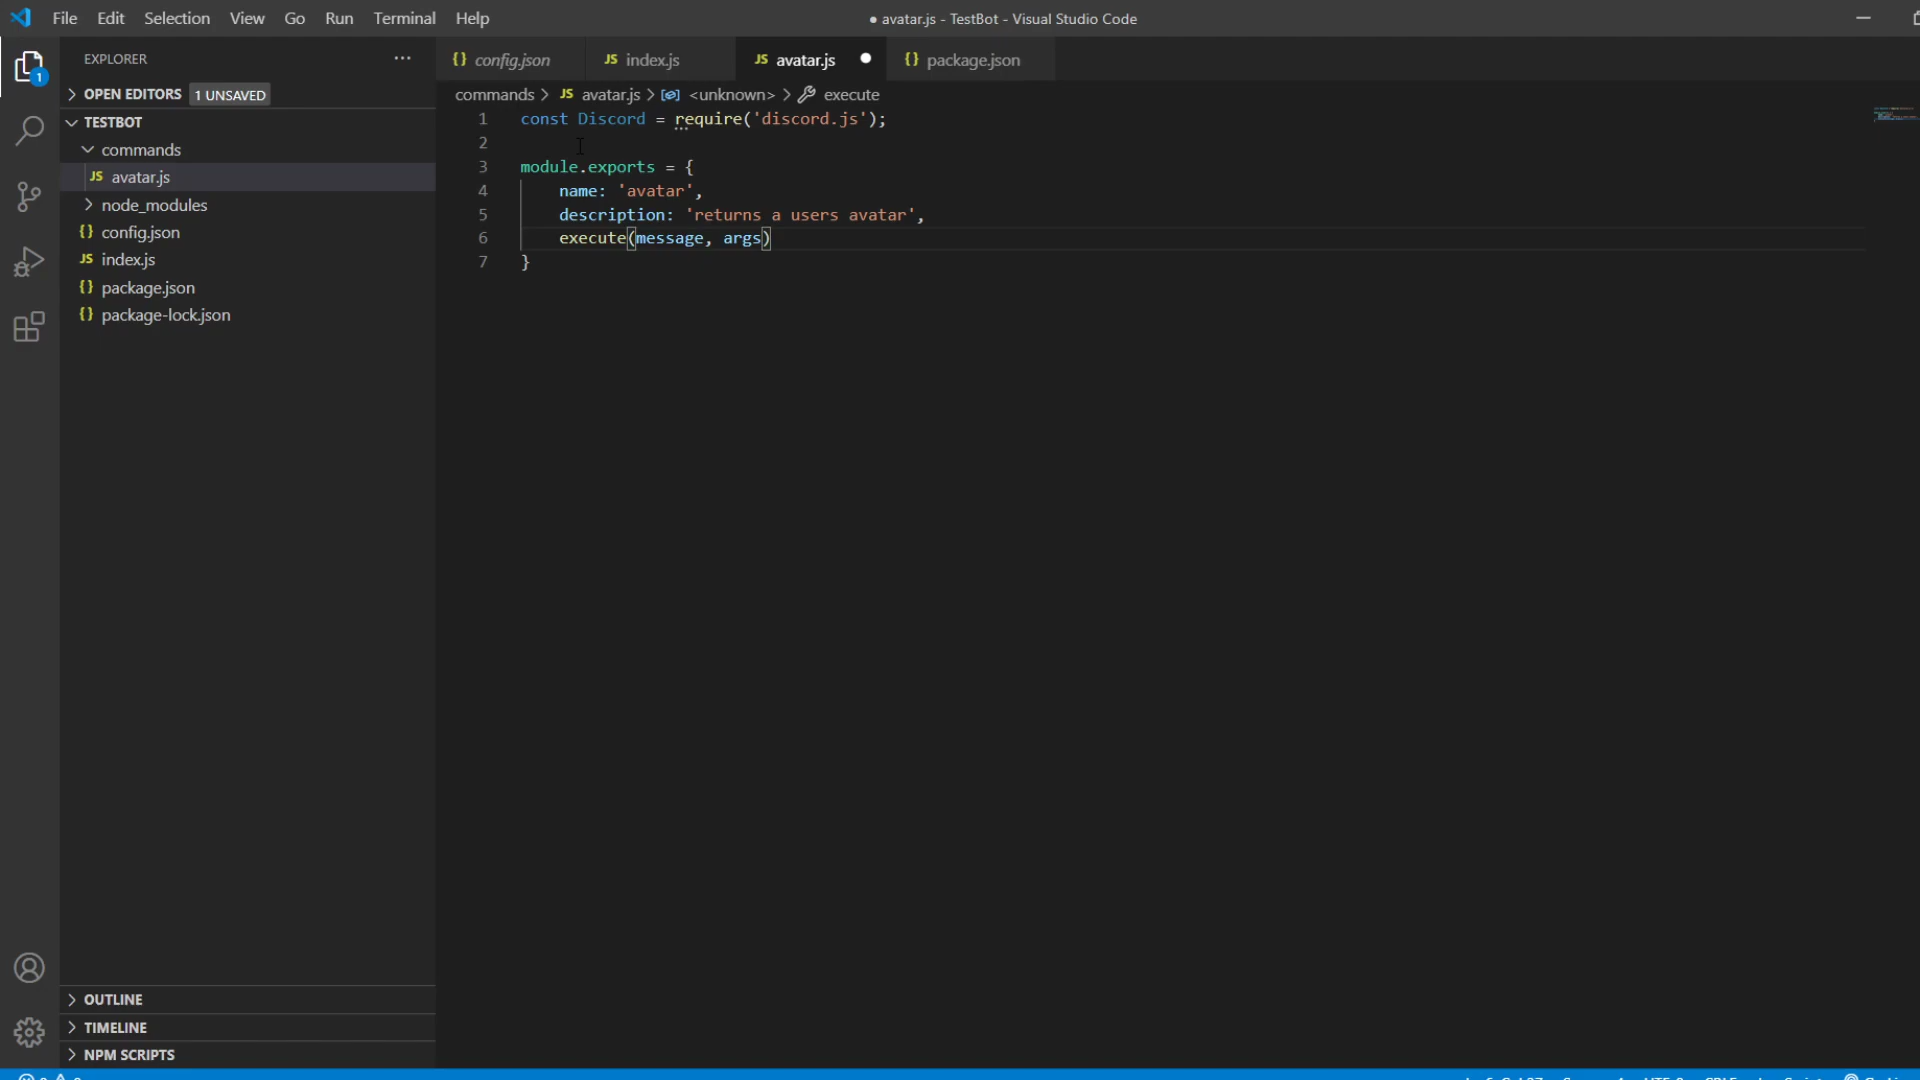 File Edit Selection View Go Run Terminal Help
● avatar.js - TestBot - Visual Studio Code
EXPLORER
1
OPEN EDITORS 1 UNSAVED
TESTBOT
commands
JS avatar.js
node_modules
{} config.json
JS index.js
{} package.json
{} package-lock.json
OUTLINE
TIMELINE
NPM SCRIPTS
{} config.json JS index.js JS avatar.js ● {} package.json
commands > JS avatar.js > <unknown> > execute
1 const Discord = require('discord.js');
2
3 module.exports = {
4 name: 'avatar',
5 description: 'returns a users avatar',
6 execute(message, args)
7 }